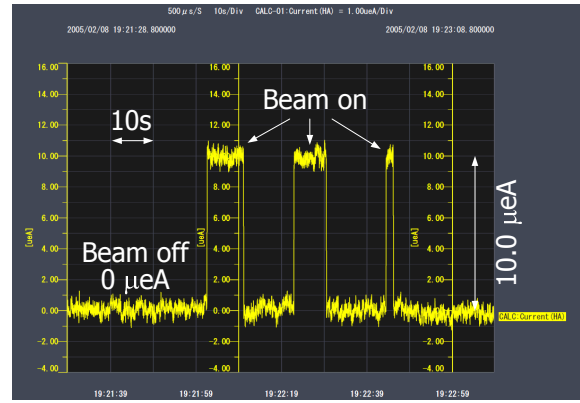 500μs/S 10s/Div CALC-01:Current(HA) = 1.00ueA/Div
2005/02/08 19:21:28.800000 2005/02/08 19:23:08.800000
16.00 16.00 16.00
14.00 14.00 14.00
Beam on
12.00 12.00 12.00
10s
10.00 10.00 10.00
8.00 8.00 8.00
6.00 6.00 6.00
[ueA] [ueA] [ueA]
10.0 μeA
4.00 4.00 4.00
Beam off
0 μeA
2.00 2.00 2.00
0.00 0.00 0.00
CALC:Current(HA)
-2.00 -2.00 -2.00
-4.00 -4.00 -4.00
19:21:39 19:21:59 19:22:19 19:22:39 19:22:59